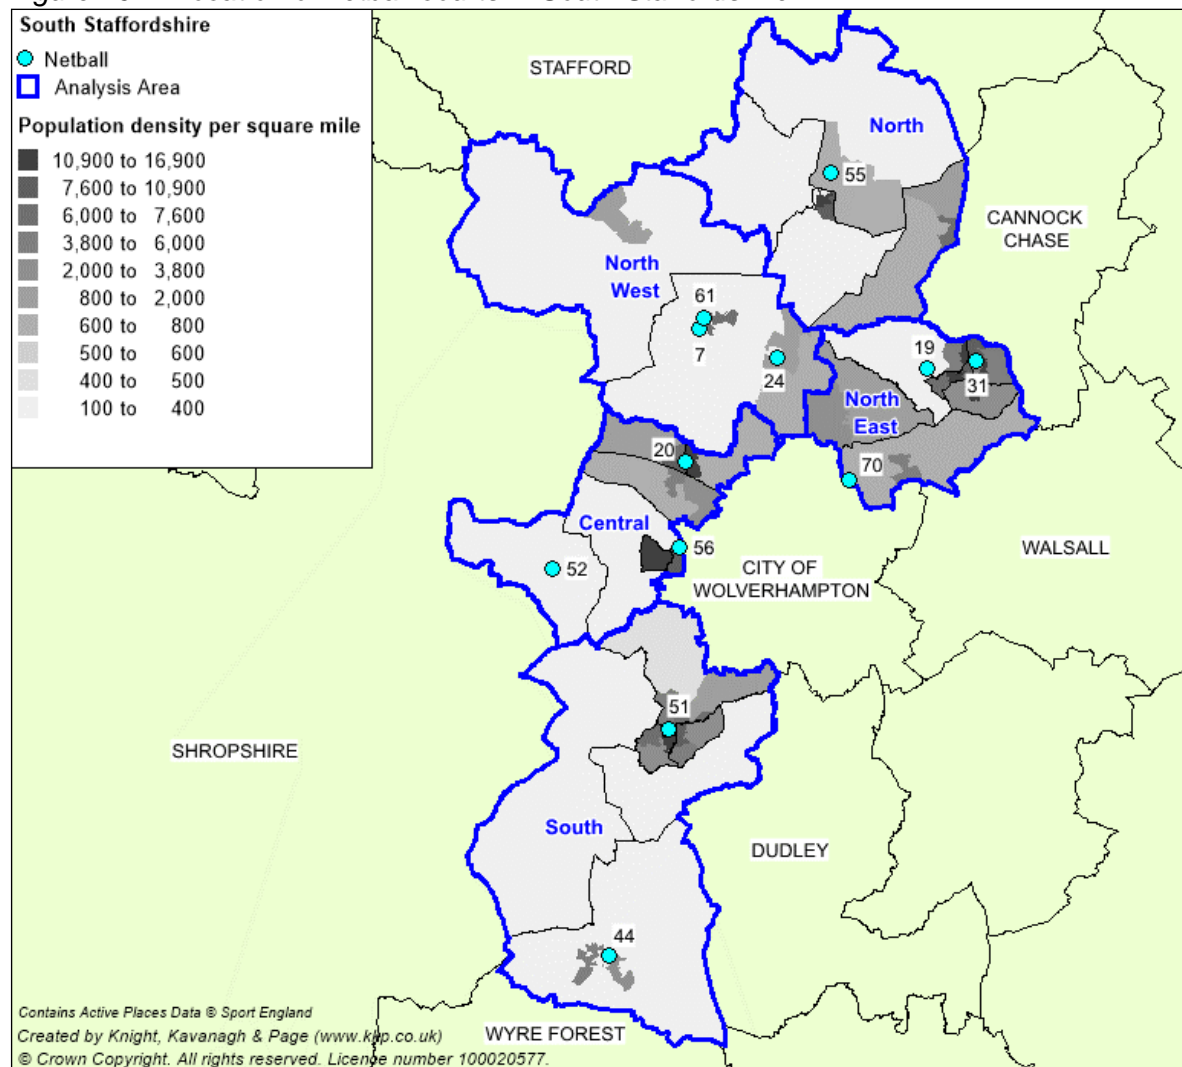 South Staffordshire
Netball
Analysis Area
Population density per square mile
10,900 to 16,900
7,600 to 10,900
6,000 to 7,600
3,800 to 6,000
2,000 to 3,800
800 to 2,000
600 to 800
500 to 600
400 to 500
100 to 400
STAFFORD
North
55
CANNOCK
CHASE
North
West
61
7
24
19
31
North
East
20
70
Central
56
52
CITY OF
WOLVERHAMPTON
WALSALL
51
SHROPSHIRE
South
DUDLEY
44
WYRE FOREST
Contains Active Places Data © Sport England
Created by Knight, Kavanagh & Page (www.kkp.co.uk)
© Crown Copyright. All rights reserved. Licence number 100020577.